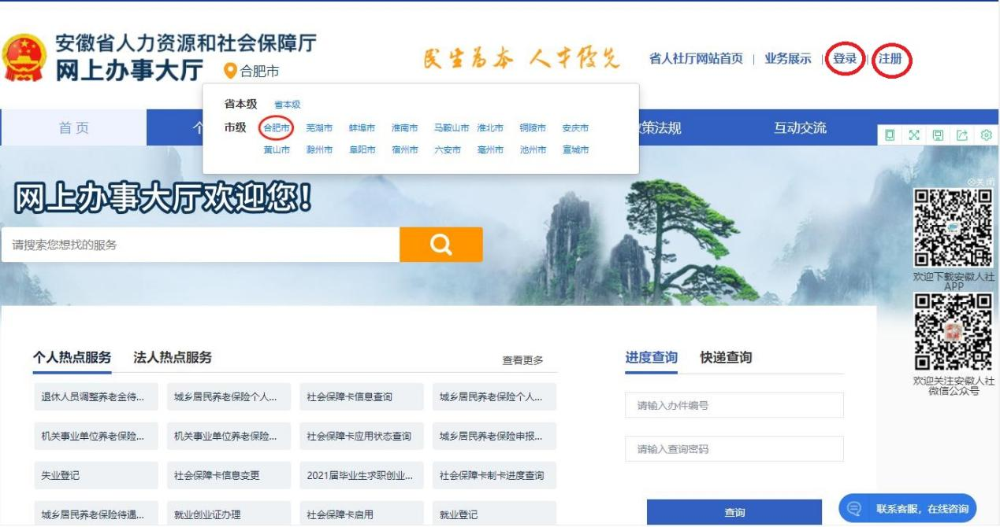 安徽省人力资源和社会保障厅
网上办事大厅
合肥市
民生为本 人才优先
省人社厅网站首页 | 业务展示 | 登录 | 注册
省本级 省本级
市级 合肥市 芜湖市 蚌埠市 淮南市 马鞍山市 淮北市 铜陵市 安庆市
黄山市 滁州市 阜阳市 宿州市 六安市 亳州市 池州市 宣城市
首页
策法规
互动交流
网上办事大厅欢迎您!
请搜索您想找的服务
关闭
欢迎下载安徽人社
APP
欢迎关注安徽人社
微信公众号
个人热点服务 法人热点服务 查看更多
退休人员调整养老金待... 城乡居民养老保险个人... 社会保障卡信息查询 城乡居民养老保险个人...
机关事业单位养老保险... 机关事业单位养老保险... 社会保障卡应用状态查询 城乡居民养老保险申报...
失业登记 社会保障卡信息变更 2021届毕业生求职创业... 社会保障卡制卡进度查询
城乡居民养老保险待遇... 就业创业证办理 社会保障卡启用 就业登记
进度查询 快递查询
请输入办件编号
请输入查询密码
查询
联系客服，在线咨询